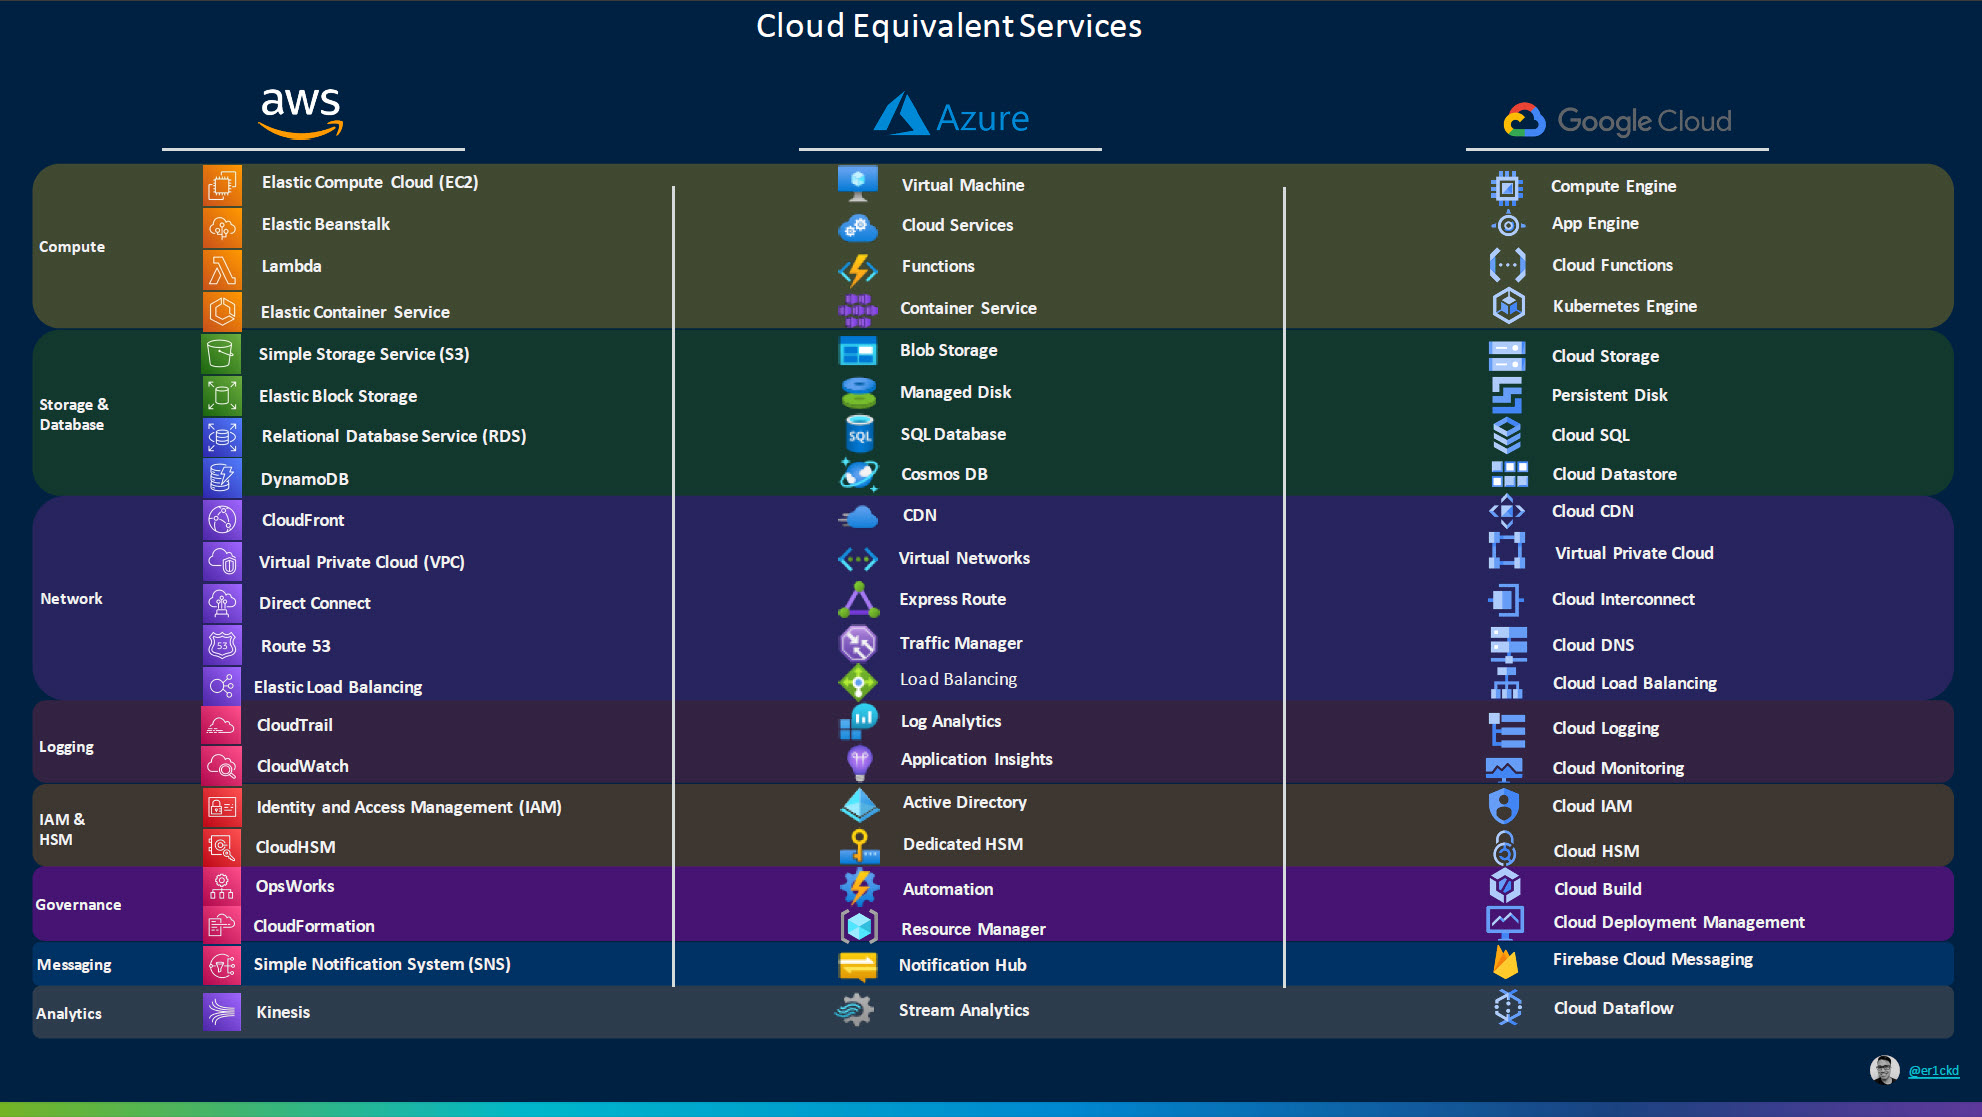 Cloud Equivalent Services
aws
Azure
Google Cloud
Compute
Elastic Compute Cloud (EC2)
Virtual Machine
Compute Engine
Elastic Beanstalk
Cloud Services
App Engine
Lambda
Functions
Cloud Functions
Elastic Container Service
Container Service
Kubernetes Engine
Storage &
Database
Simple Storage Service (S3)
Blob Storage
Cloud Storage
Elastic Block Storage
Managed Disk
Persistent Disk
Relational Database Service (RDS)
SQL
SQL Database
Cloud SQL
DynamoDB
Cosmos DB
Cloud Datastore
Network
CloudFront
CDN
Cloud CDN
Virtual Private Cloud (VPC)
Virtual Networks
Virtual Private Cloud
Direct Connect
Express Route
Cloud Interconnect
53
Route 53
Traffic Manager
Cloud DNS
Elastic Load Balancing
Load Balancing
Cloud Load Balancing
Logging
CloudTrail
Log Analytics
Cloud Logging
CloudWatch
Application Insights
Cloud Monitoring
IAM &
HSM
Identity and Access Management (IAM)
Active Directory
Cloud IAM
CloudHSM
Dedicated HSM
Cloud HSM
Governance
OpsWorks
Automation
Cloud Build
CloudFormation
Resource Manager
Cloud Deployment Management
Messaging
Simple Notification System (SNS)
Notification Hub
Firebase Cloud Messaging
Analytics
Kinesis
Stream Analytics
Cloud Dataflow
@er1ckd